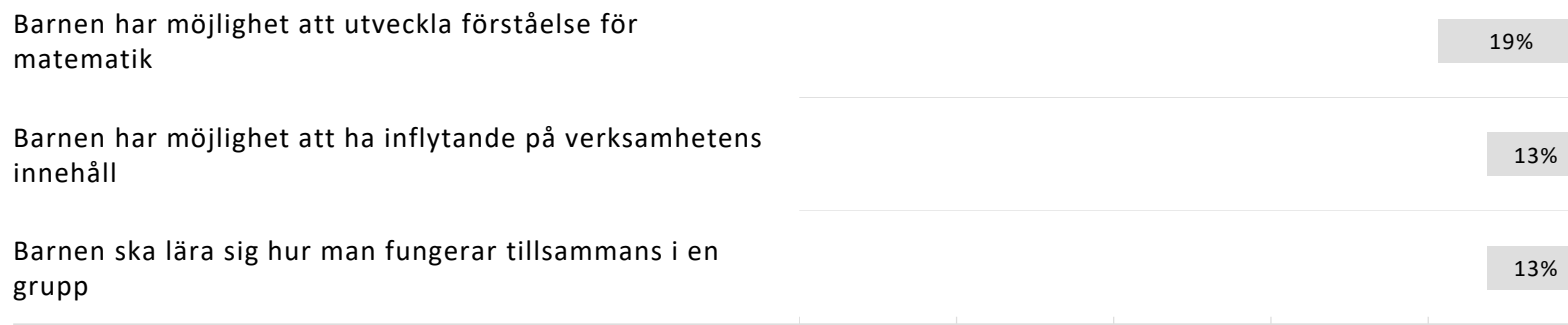 Barnen har möjlighet att utveckla förståelse för
matematik
19%
Barnen har möjlighet att ha inflytande på verksamhetens
innehåll
13%
Barnen ska lära sig hur man fungerar tillsammans i en
grupp
13%